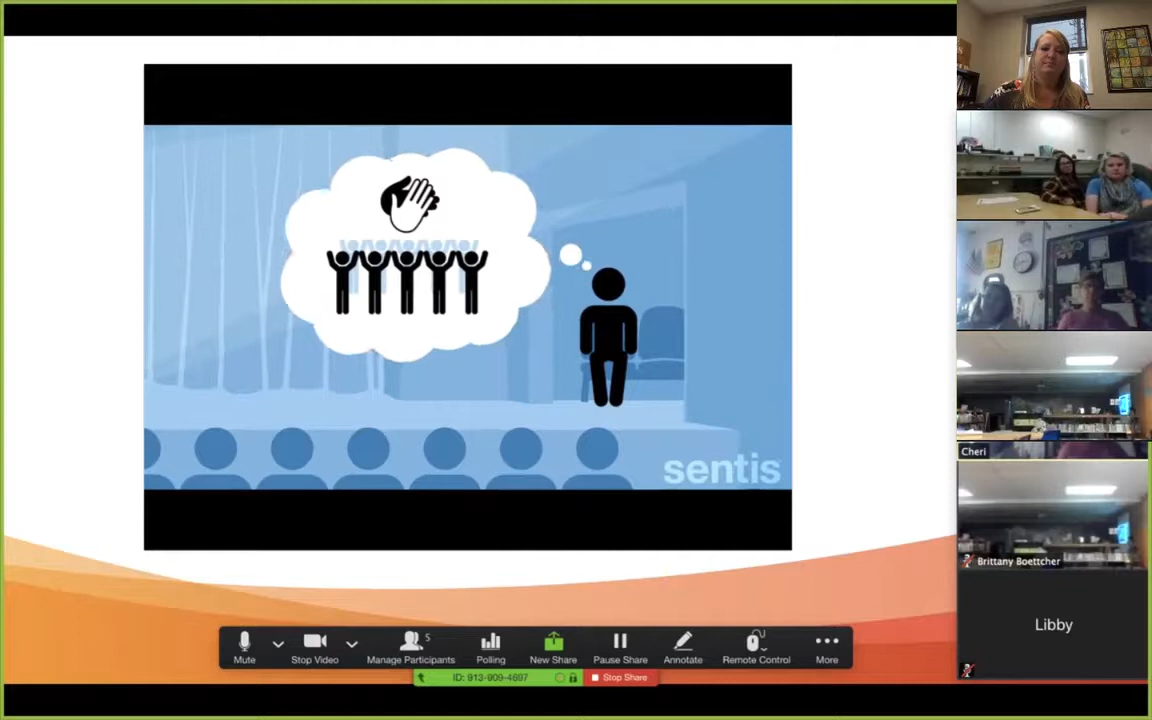 sentis
Cheri
Brittany Boettcher
Libby
5
Mute
Stop Video
Manage Participants
Polling
New Share
Pause Share
Annotate
Remote Control
More
ID: 913-909-4697
Stop Share